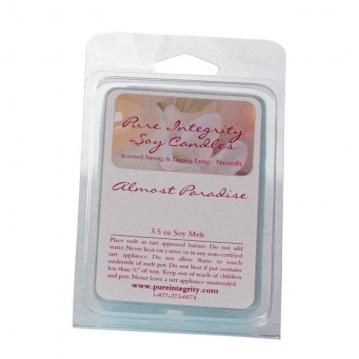 Pure Integrity
Soy Candles
Scented Strong & Lasting Long... Naturally
Almost Paradise
3.5 oz Soy Melt
Place melt in tart approved burner. Do not add
water. Never heat on a stove or in any non-certified
tart appliance. Do not allow flame to touch
underside of melt pot. Do not heat if pot contains
less than ½" of wax. Keep out of reach of children
and pets. Never leave a tart appliance unattended
and pets.
www.pureintegrity.com
1-877-273-0574